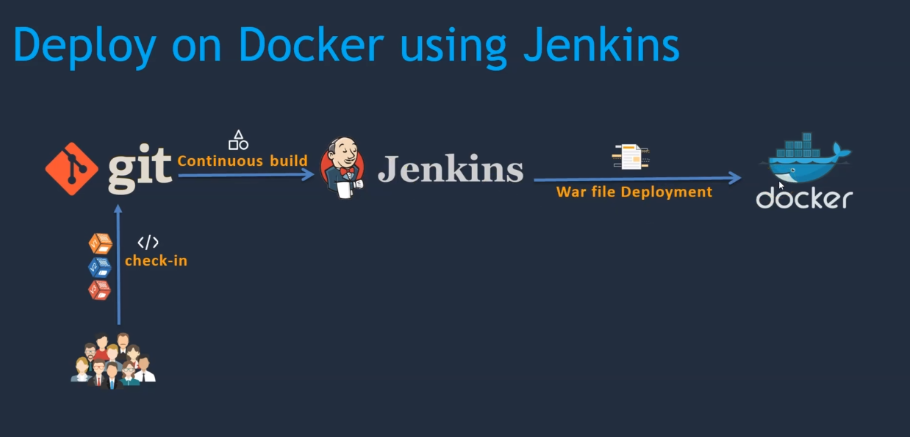 Deploy on Docker using Jenkins
git
Continuous build
Jenkins
War file Deployment
docker
</>
check-in